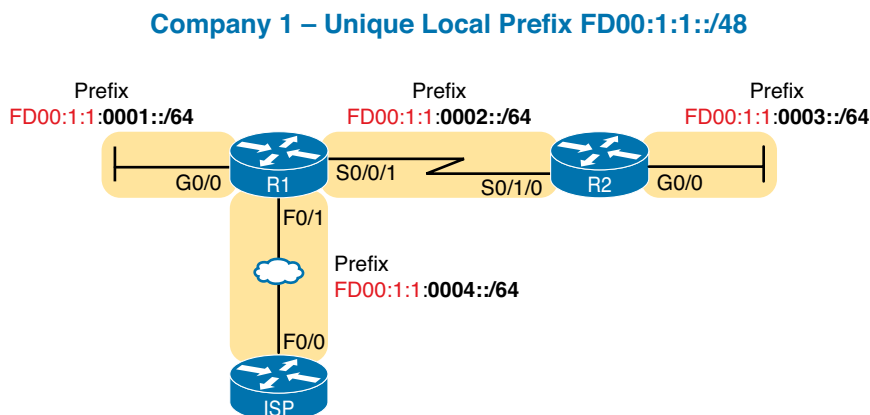 Company 1 – Unique Local Prefix FD00:1:1::/48
Prefix
FD00:1:1:0001::/64
Prefix
FD00:1:1:0002::/64
Prefix
FD00:1:1:0003::/64
G0/0
R1
S0/0/1
S0/1/0
R2
G0/0
F0/1
Prefix
FD00:1:1:0004::/64
F0/0
ISP